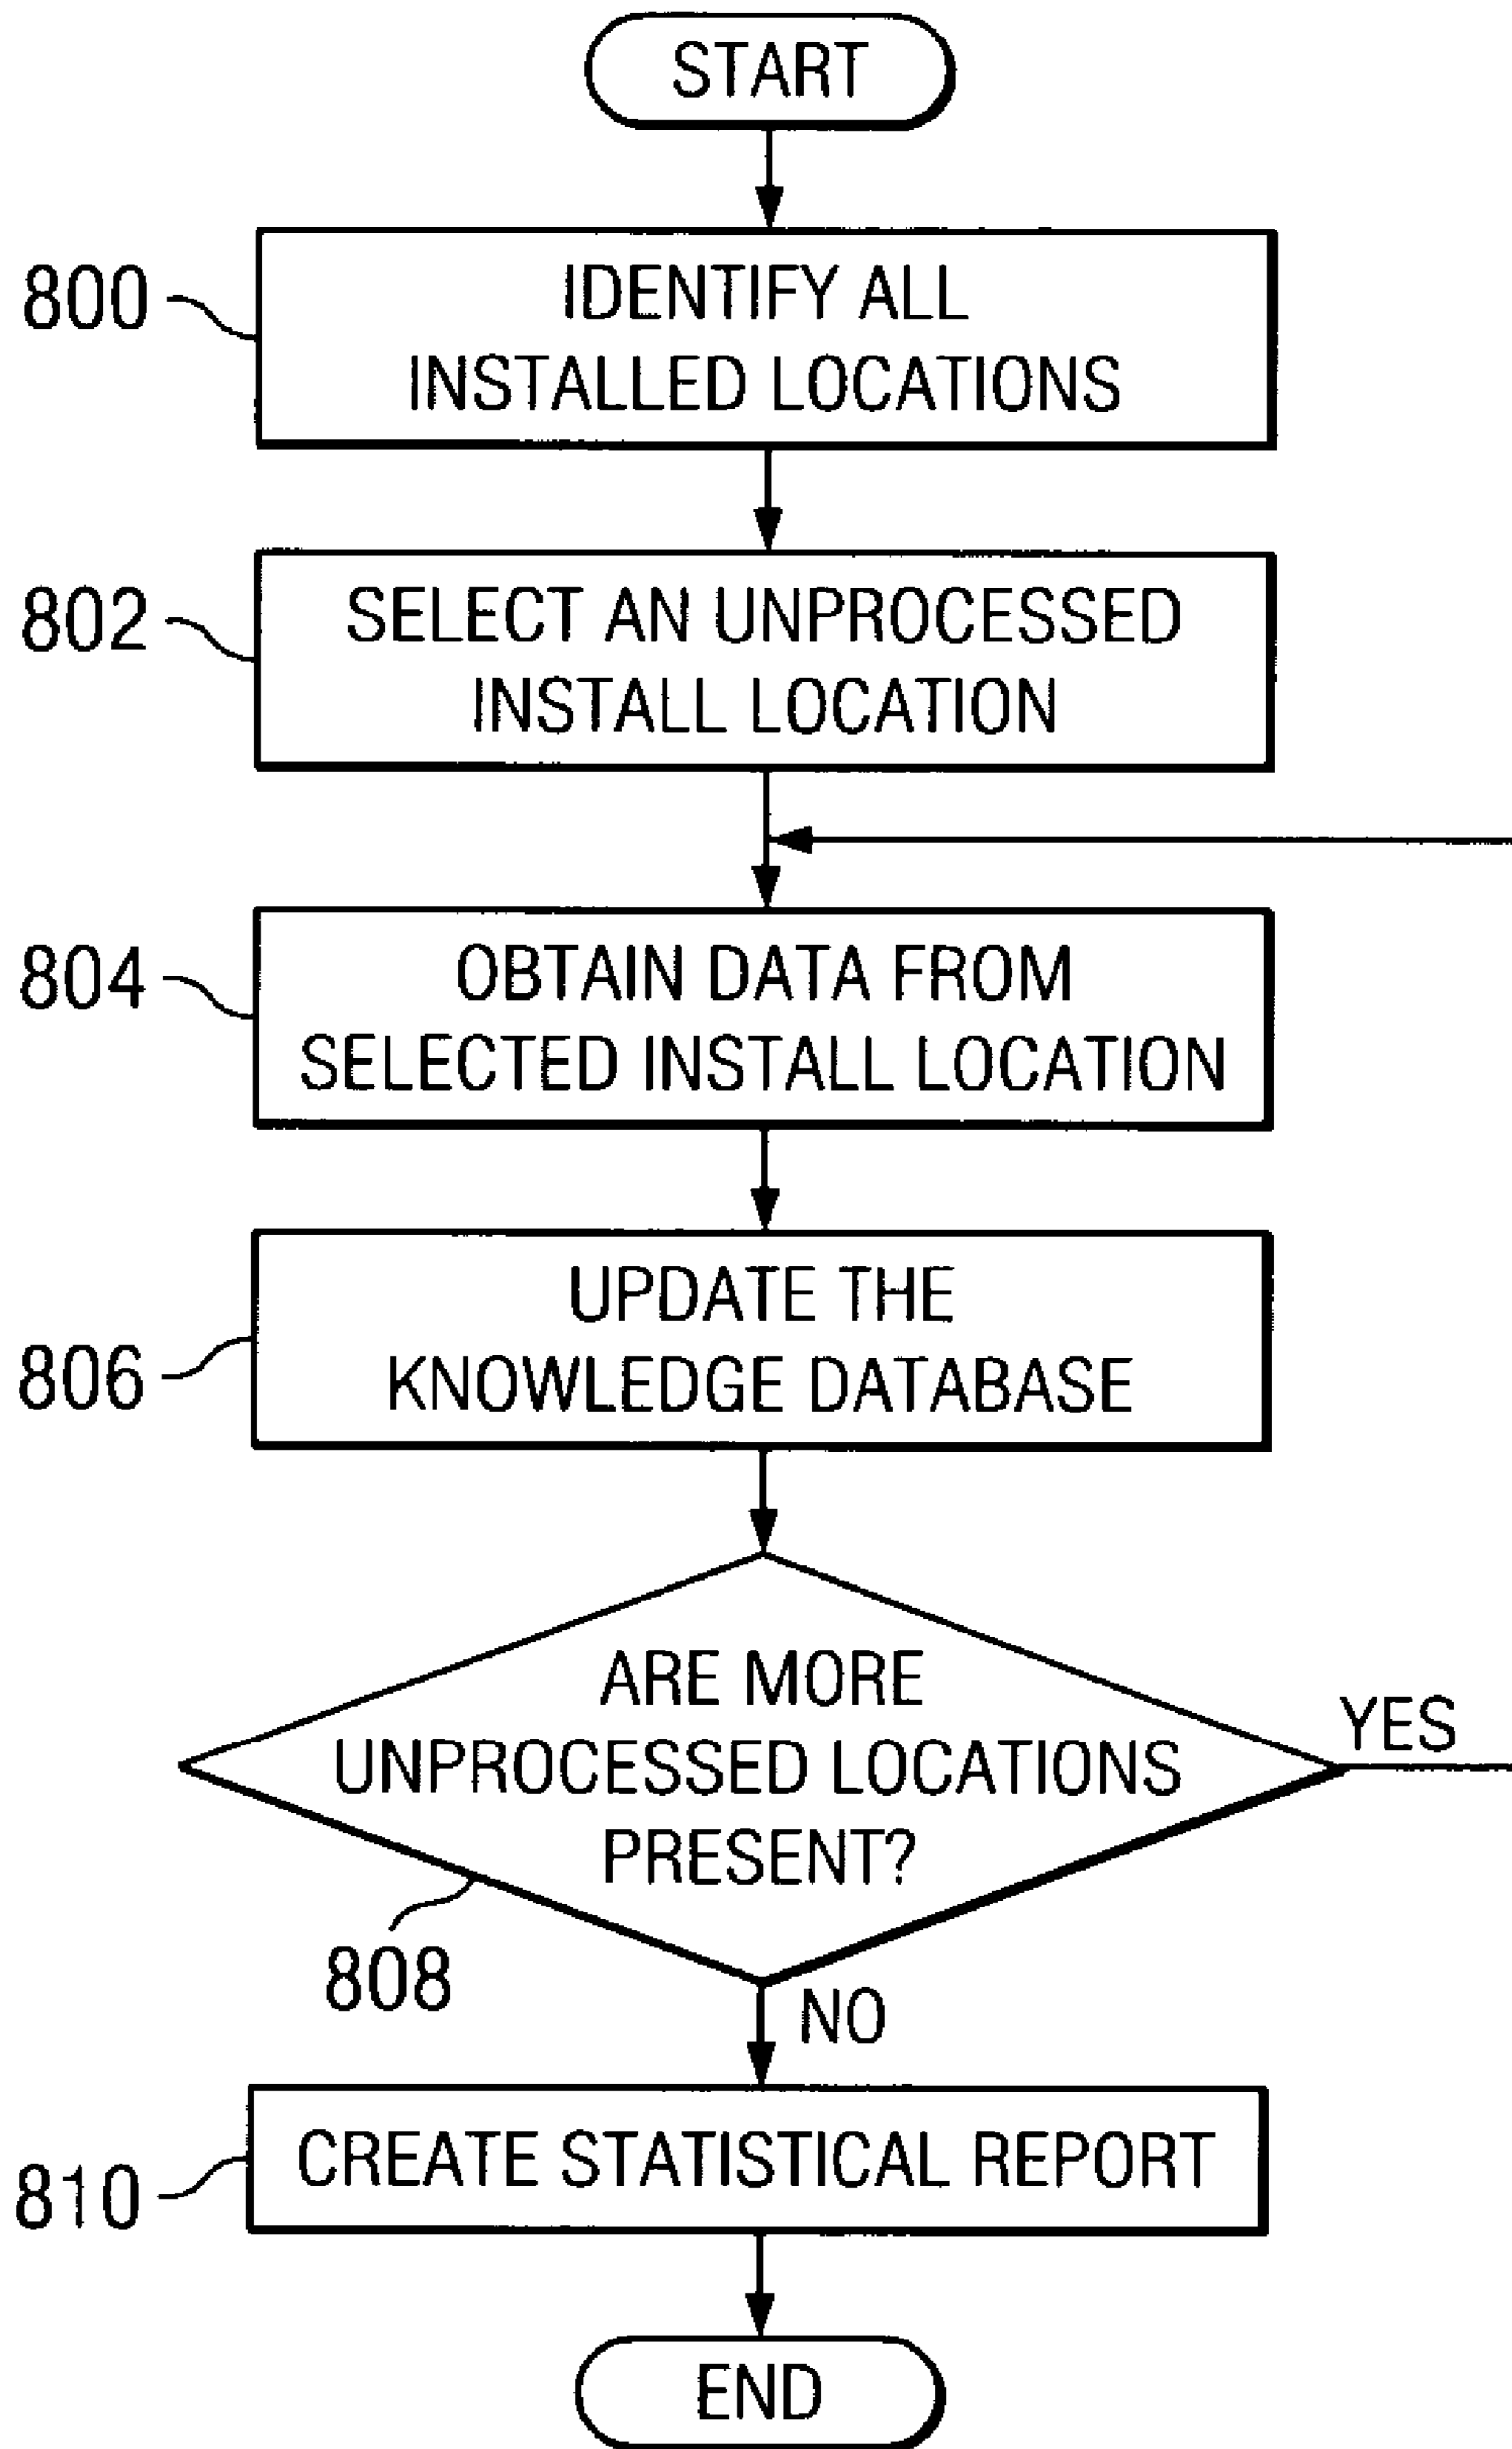 START
800
IDENTIFY ALL
INSTALLED LOCATIONS
802
SELECT AN UNPROCESSED
INSTALL LOCATION
804
OBTAIN DATA FROM
SELECTED INSTALL LOCATION
806
UPDATE THE
KNOWLEDGE DATABASE
ARE MORE
UNPROCESSED LOCATIONS
PRESENT?
YES
808
NO
810
CREATE STATISTICAL REPORT
END